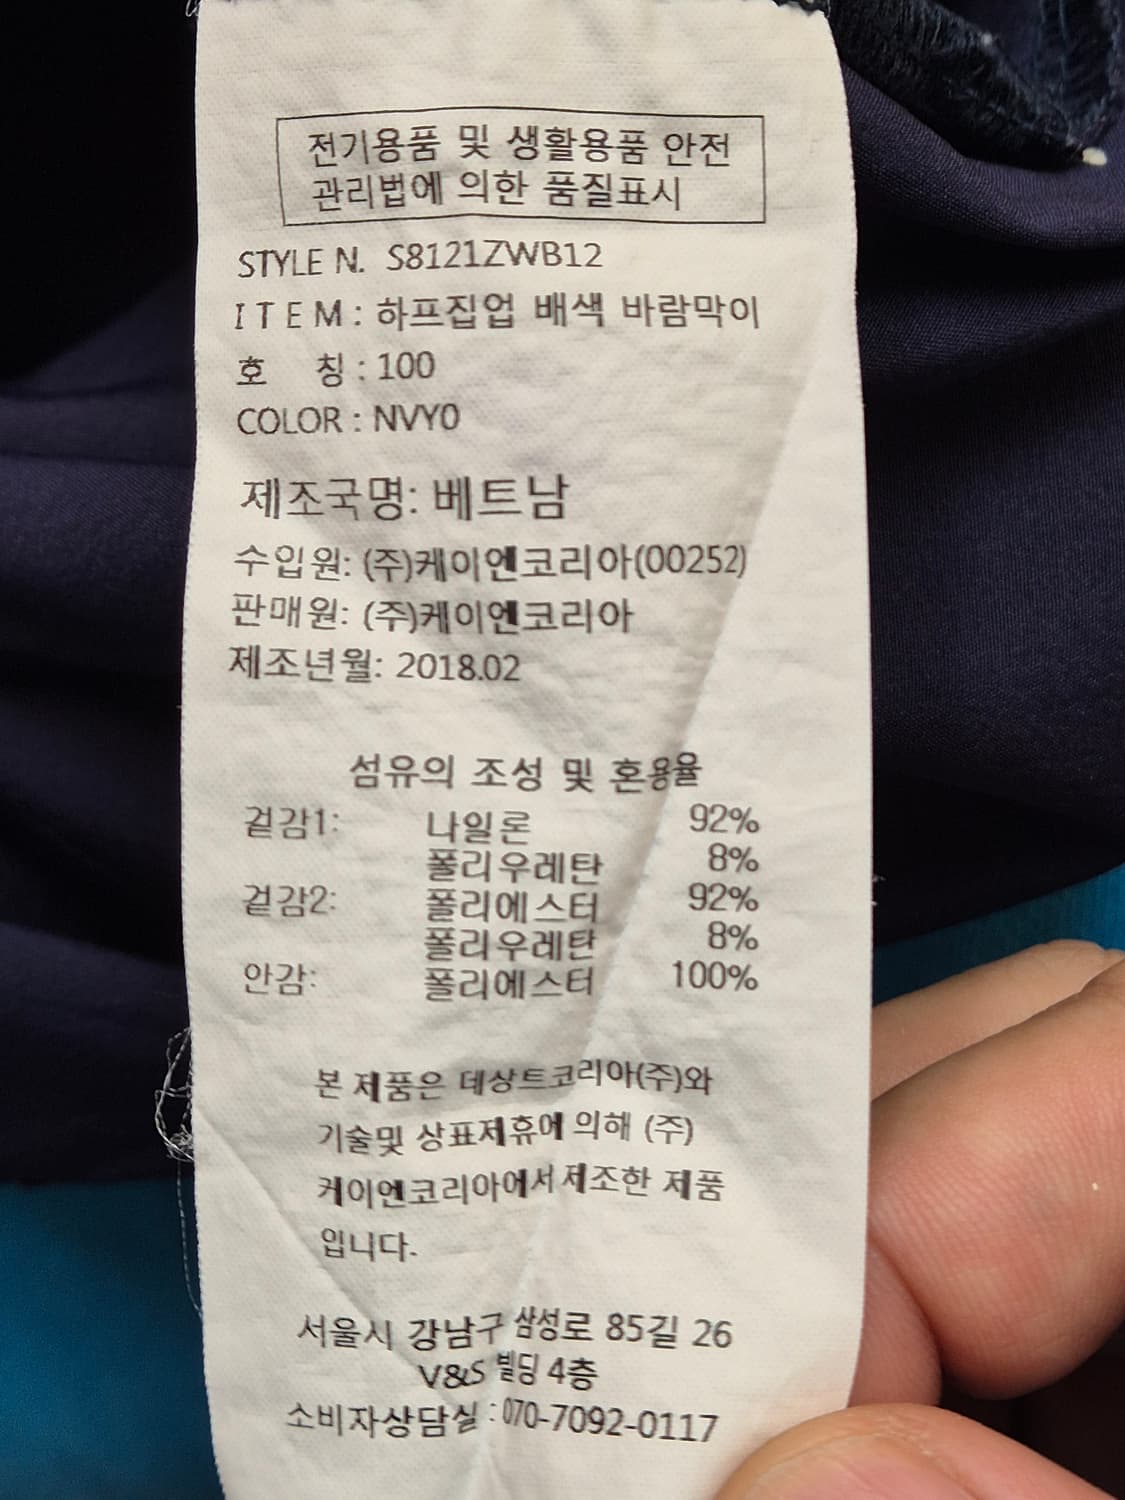 전기용품 및 생활용품 안전
관리법에 의한 품질표시
STYLE N. S8121ZWB12
ITEM : 하프집업 배색 바람막이
호 칭 : 100
COLOR : NVY0
제조국명: 베트남
수입원: (주)케이엔코리아(00252)
판매원: (주)케이엔코리아
제조년월: 2018.02
섬유의 조성 및 혼용율
겉감1: 나일론 92%
폴리우레탄 8%
겉감2: 폴리에스터 92%
폴리우레탄 8%
안감: 폴리에스터 100%
본 제품은 데상트코리아(주)와
기술및 상표제휴에 의해 (주)
케이엔코리아에서 제조한 제품
입니다.
서울시 강남구 삼성로 85길 26
V&S 빌딩 4층
소비자상담실 : 070-7092-0117